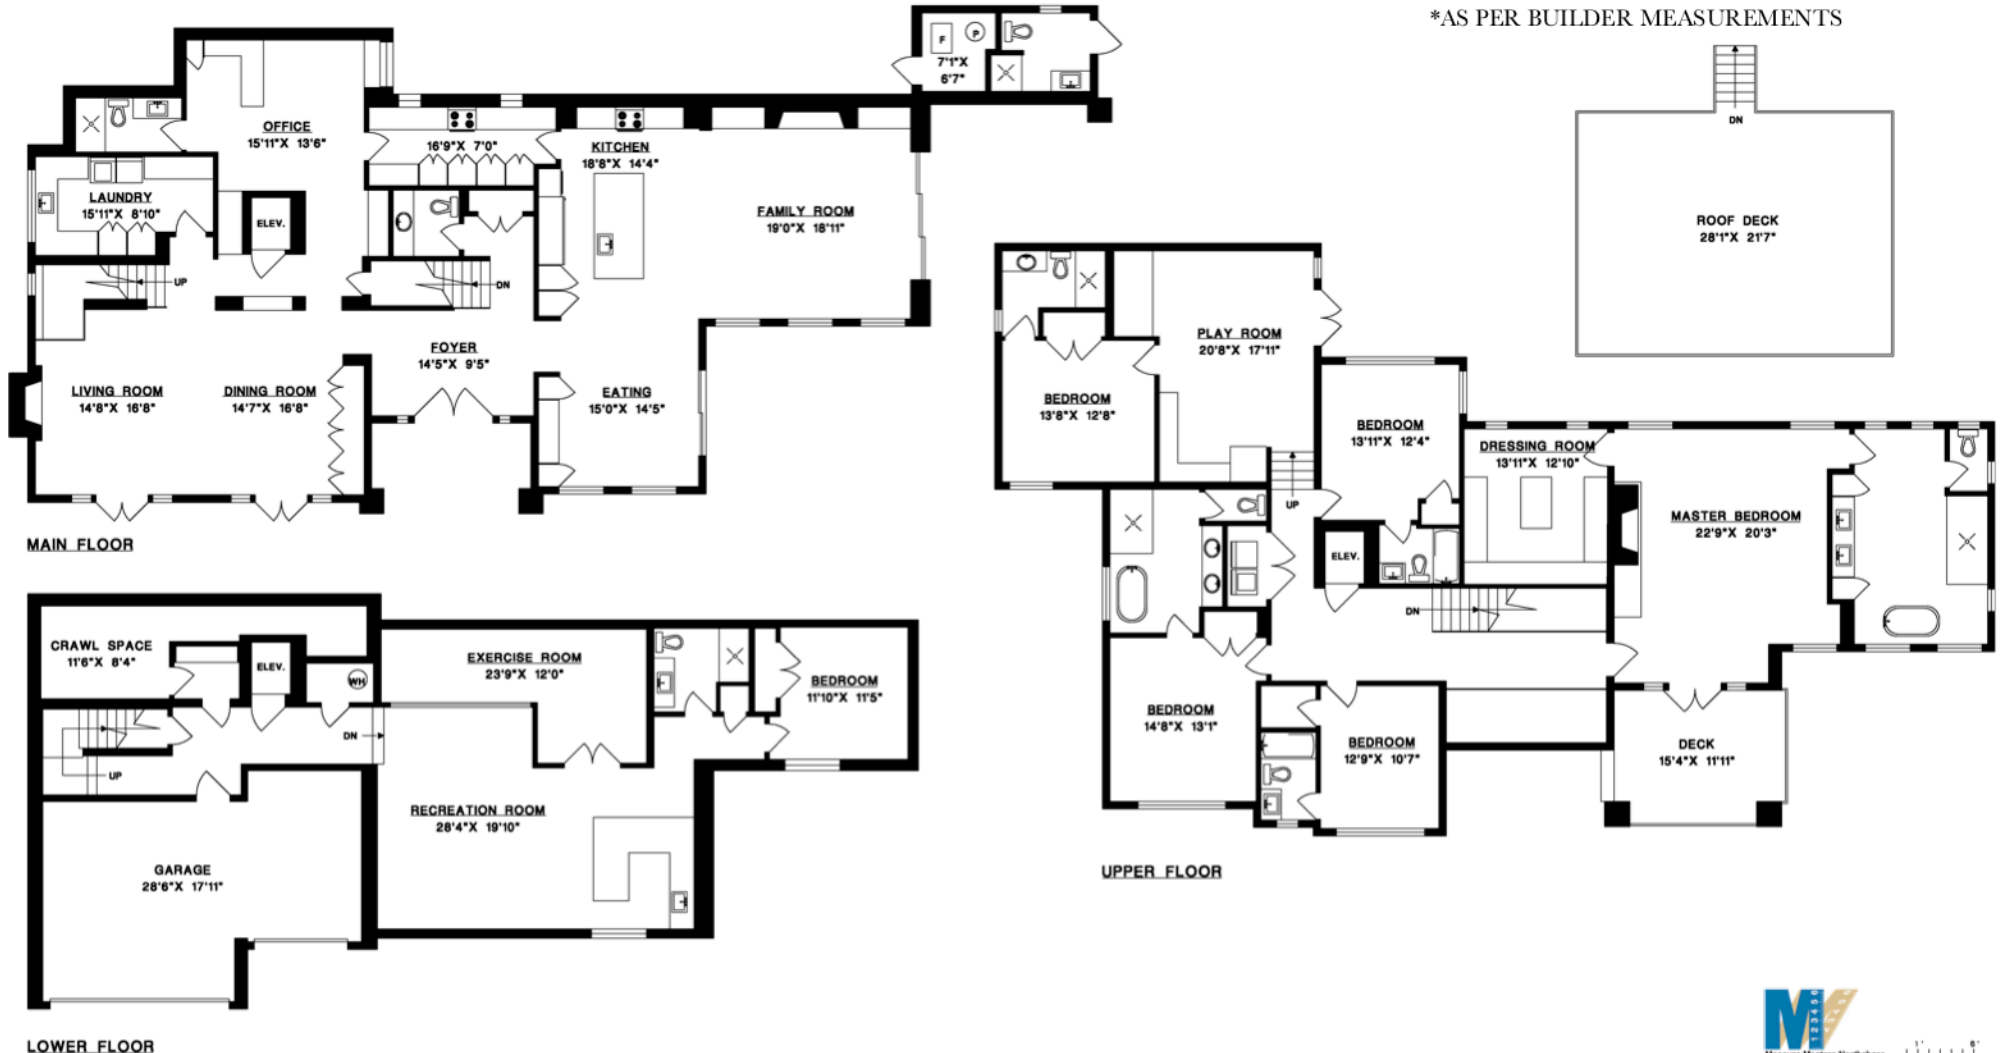 *AS PER BUILDER MEASUREMENTS
F
P
7'1"X
6'7"
OFFICE
15'11"X 13'6"
16'9"X 7'0"
KITCHEN
18'8"X 14'4"
LAUNDRY
15'11"X 8'10"
ELEV.
FAMILY ROOM
19'0"X 18'11"
UP
DN
FOYER
14'5"X 9'5"
LIVING ROOM
14'8"X 16'8"
DINING ROOM
14'7"X 16'8"
EATING
15'0"X 14'5"
MAIN FLOOR
DN
ROOF DECK
28'1"X 21'7"
PLAY ROOM
20'8"X 17'11"
BEDROOM
13'8"X 12'8"
BEDROOM
13'11"X 12'4"
DRESSING ROOM
13'11"X 12'10"
UP
MASTER BEDROOM
22'9"X 20'3"
ELEV.
DN
BEDROOM
14'8"X 13'1"
BEDROOM
12'9"X 10'7"
DECK
15'4"X 11'11"
UPPER FLOOR
CRAWL SPACE
11'6"X 8'4"
ELEV.
WH
EXERCISE ROOM
23'9"X 12'0"
BEDROOM
11'10"X 11'5"
DN
UP
RECREATION ROOM
28'4"X 19'10"
GARAGE
28'6"X 17'11"
LOWER FLOOR
M
123456
1' 6'